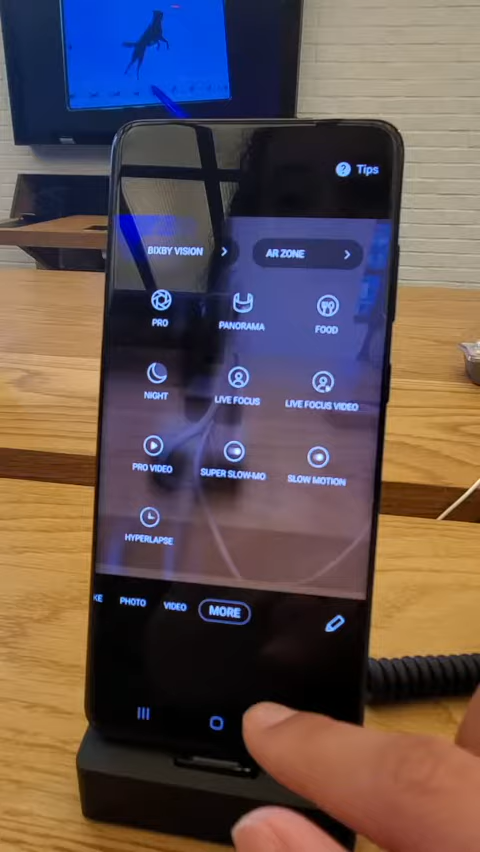 Tips
BIXBY VISION
AR ZONE
PRO
PANORAMA
FOOD
NIGHT
LIVE FOCUS
LIVE FOCUS VIDEO
PRO VIDEO
SUPER SLOW-MO
SLOW MOTION
HYPERLAPSE
KE PHOTO VIDEO MORE